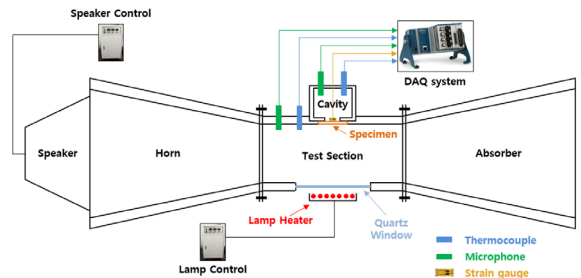 Speaker Control
DAQ system
Cavity
Specimen
Speaker
Horn
Test Section
Absorber
Lamp Heater
Quartz
Window
Lamp Control
Thermocouple
Microphone
Strain gauge